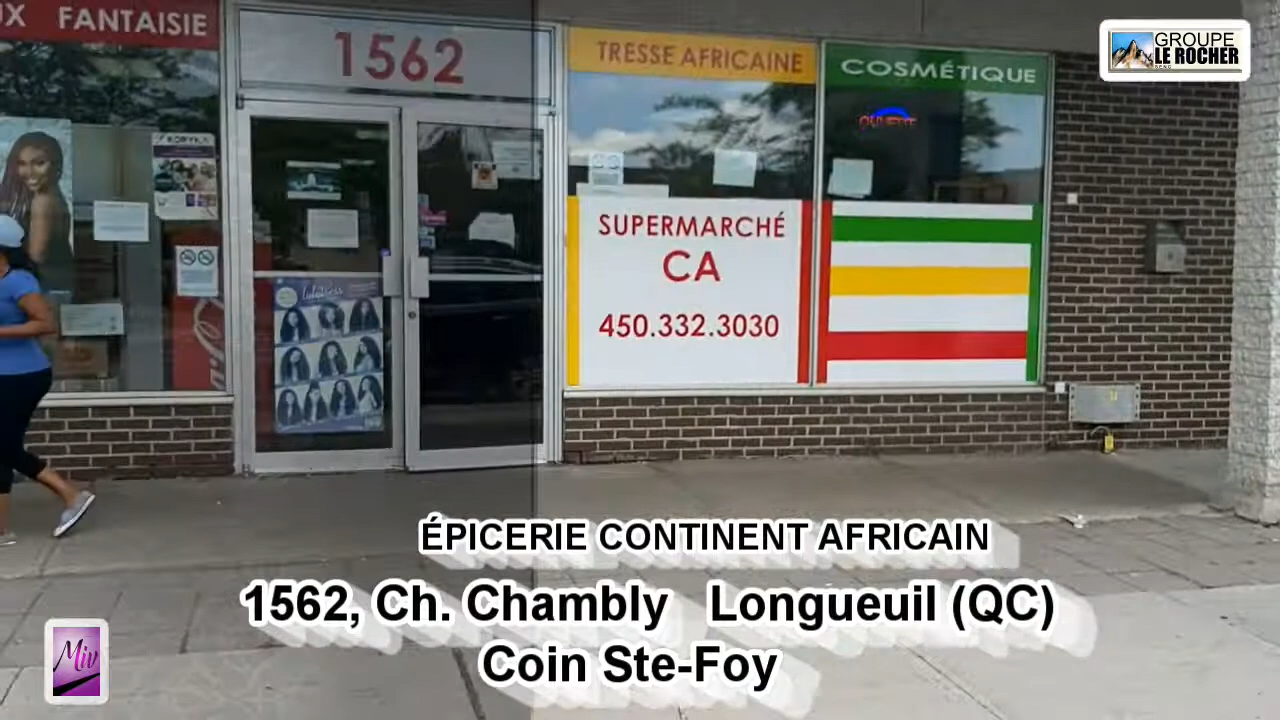 X FANTAISIE
1562
TRESSE AFRICAINE
COSMÉTIQUE
GROUPE
LE ROCHER
OUVERT
SUPERMARCHÉ
CA
450.332.3030
ÉPICERIE CONTINENT AFRICAIN
1562, Ch. Chambly Longueuil (QC)
Coin Ste-Foy
Miv